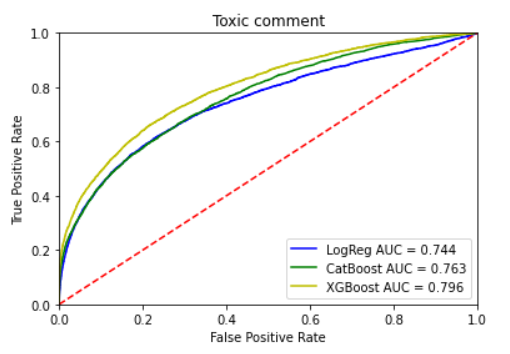 Toxic comment
1.0
0.8
0.6
0.4
0.2
0.0
True Positive Rate
LogReg AUC = 0.744
CatBoost AUC = 0.763
XGBoost AUC = 0.796
0.0 0.2 0.4 0.6 0.8 1.0
False Positive Rate